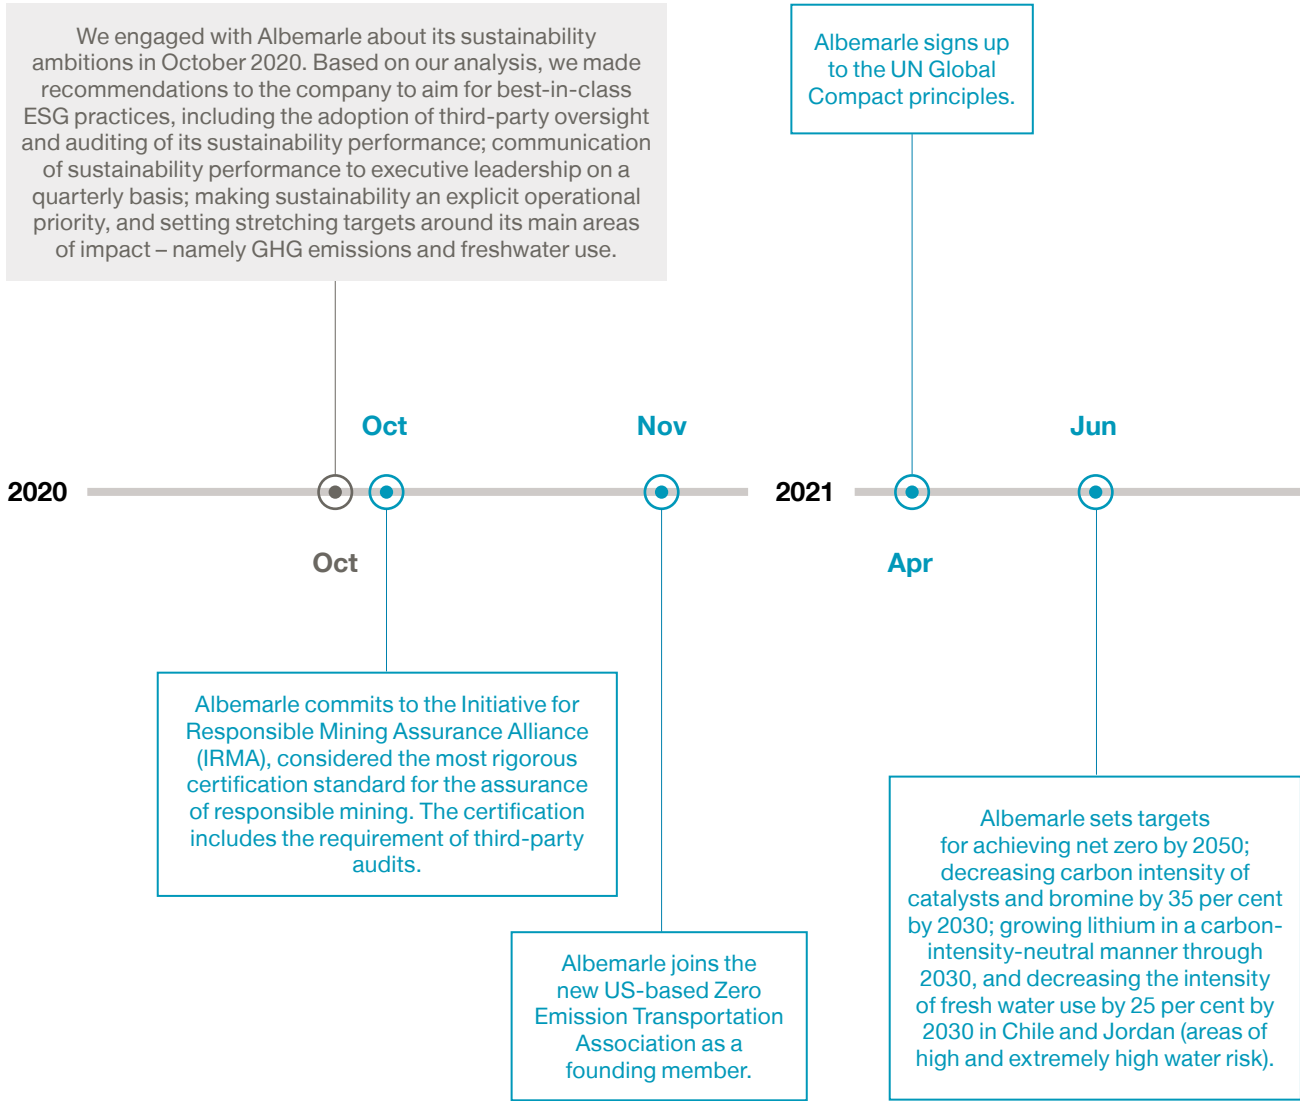 We engaged with Albemarle about its sustainability
ambitions in October 2020. Based on our analysis, we made
recommendations to the company to aim for best-in-class
ESG practices, including the adoption of third-party oversight
and auditing of its sustainability performance; communication
of sustainability performance to executive leadership on a
quarterly basis; making sustainability an explicit operational
priority, and setting stretching targets around its main areas
of impact – namely GHG emissions and freshwater use.
Albemarle signs up
to the UN Global
Compact principles.
Oct
Nov
Jun
2020
2021
Oct
Apr
Albemarle commits to the Initiative for
Responsible Mining Assurance Alliance
(IRMA), considered the most rigorous
certification standard for the assurance
of responsible mining. The certification
includes the requirement of third-party
audits.
Albemarle joins the
new US-based Zero
Emission Transportation
Association as a
founding member.
Albemarle sets targets
for achieving net zero by 2050;
decreasing carbon intensity of
catalysts and bromine by 35 per cent
by 2030; growing lithium in a carbon-
intensity-neutral manner through
2030, and decreasing the intensity
of fresh water use by 25 per cent by
2030 in Chile and Jordan (areas of
high and extremely high water risk).